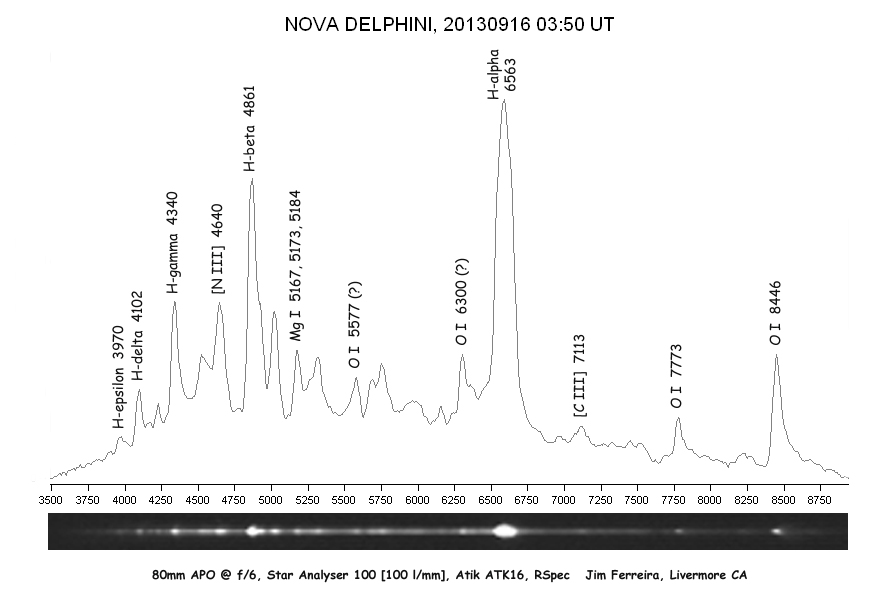 NOVA DELPHINI, 20130916 03:50 UT
H-epsilon 3970
H-delta 4102
H-gamma 4340
[N III] 4640
H-beta 4861
Mg I 5167, 5173, 5184
O I 5577 (?)
O I 6300 (?)
H-alpha
6563
[C III] 7113
O I 7773
O I 8446
3500 3750 4000 4250 4500 4750 5000 5250 5500 5750 6000 6250 6500 6750 7000 7250 7500 7750 8000 8250 8500 8750
80mm APO @ f/6, Star Analyser 100 [100 l/mm], Atik ATK16, RSpec Jim Ferreira, Livermore CA